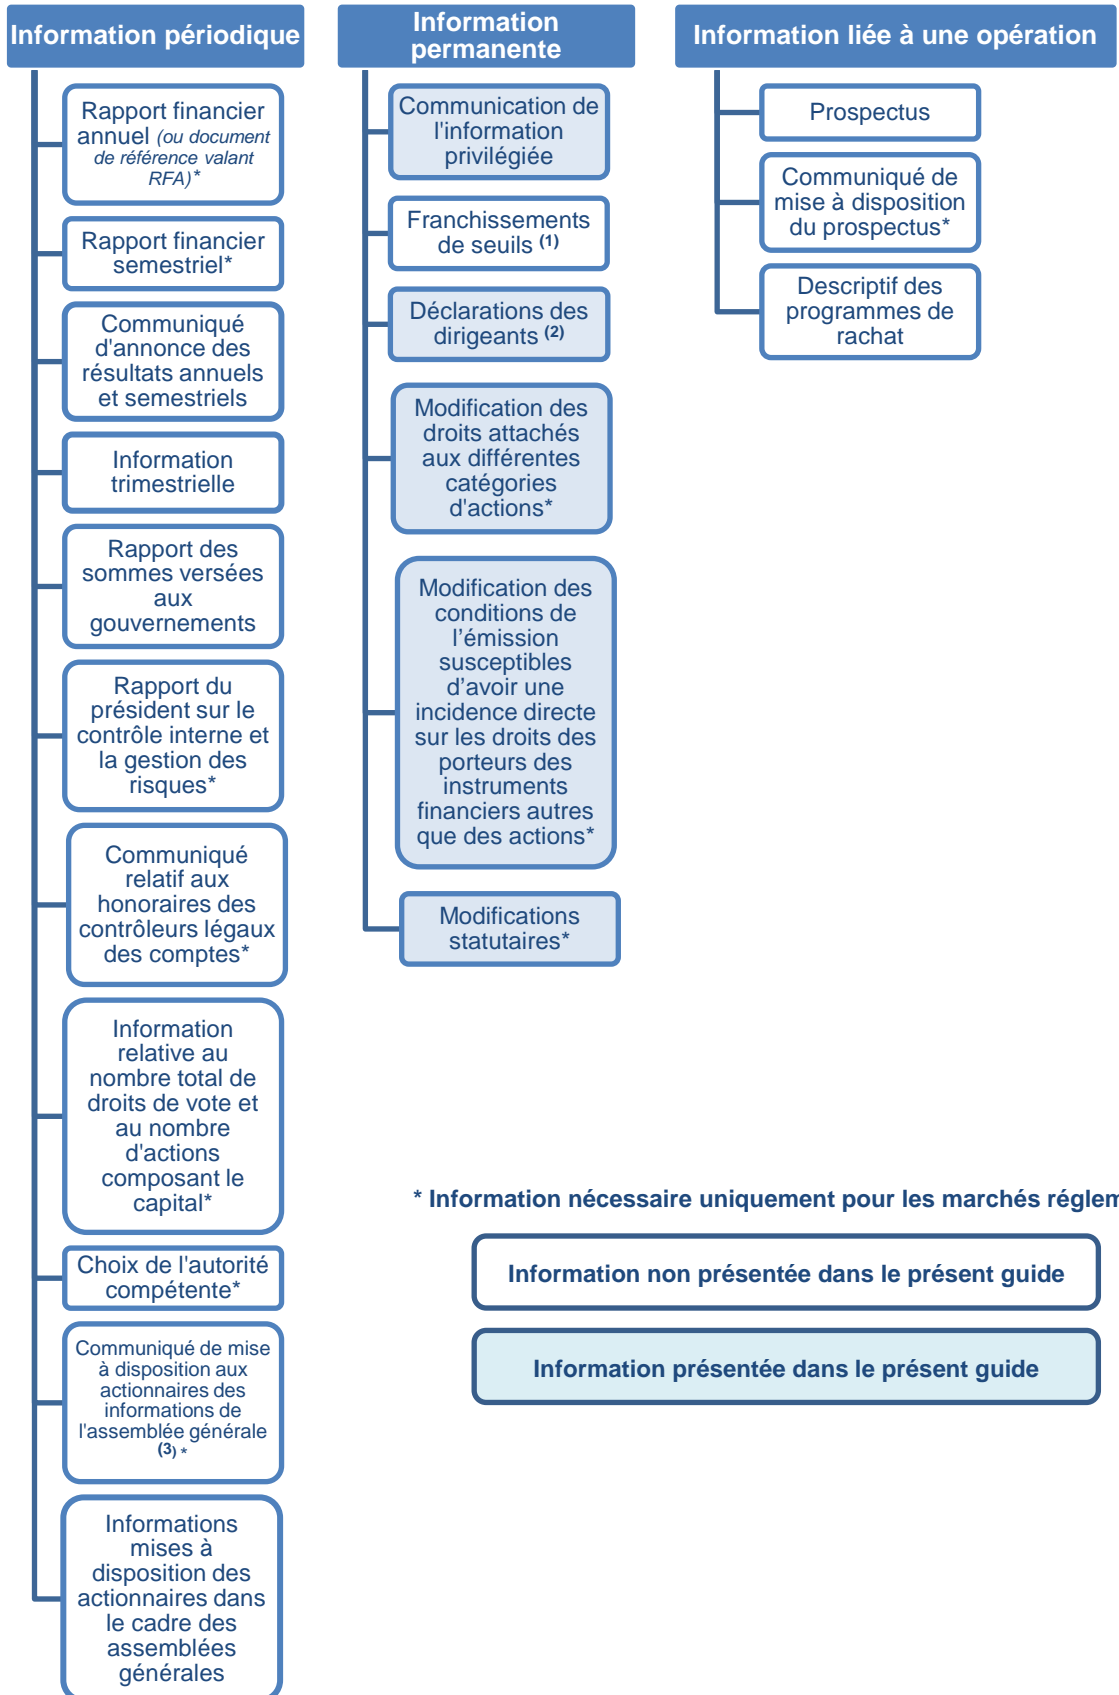 Information périodique
Rapport financier
annuel (ou document
de référence valant
RFA)*
Rapport financier
semestriel*
Communiqué
d'annonce des
résultats annuels
et semestriels
Information
trimestrielle
Rapport des
sommes versées
aux
gouvernements
Rapport du
président sur le
contrôle interne et
la gestion des
risques*
Communiqué
relatif aux
honoraires des
contrôleurs légaux
des comptes*
Information
relative au
nombre total de
droits de vote et
au nombre
d'actions
composant le
capital*
Choix de l'autorité
compétente*
Communiqué de mise
à disposition aux
actionnaires des
informations de
l'assemblée générale
(3) *
Informations
mises à
disposition des
actionnaires dans
le cadre des
assemblées
générales
Information
permanente
Communication de
l'information
privilégiée
Franchissements
de seuils (1)
Déclarations des
dirigeants (2)
Modification des
droits attachés
aux différentes
catégories
d'actions*
Modification des
conditions de
l’émission
susceptibles
d’avoir une
incidence directe
sur les droits des
porteurs des
instruments
financiers autres
que des actions*
Modifications
statutaires*
Information liée à une opération
Prospectus
Communiqué de
mise à disposition
du prospectus*
Descriptif des
programmes de
rachat
* Information nécessaire uniquement pour les marchés réglem
Information non présentée dans le présent guide
Information présentée dans le présent guide